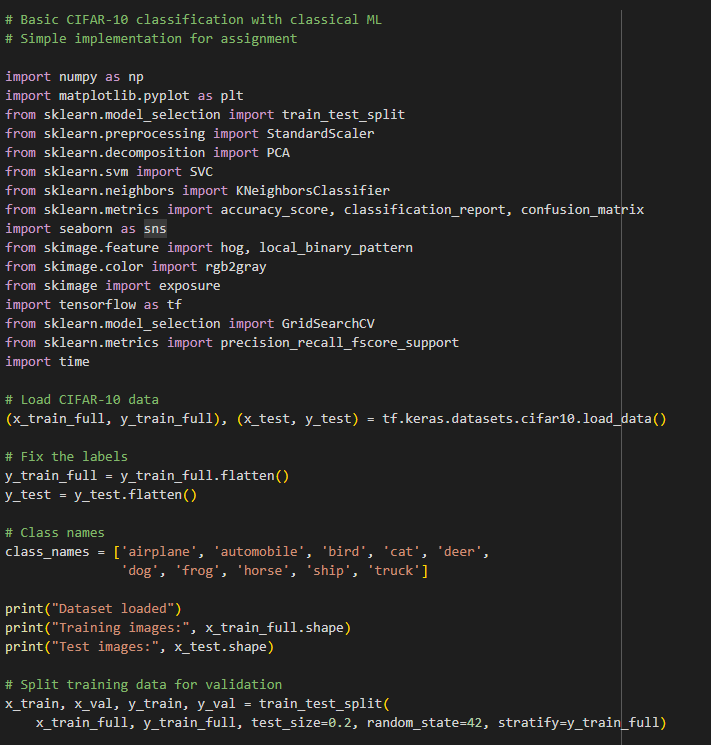 # Basic CIFAR-10 classification with classical ML
# Simple implementation for assignment
import numpy as np
import matplotlib.pyplot as plt
from sklearn.model_selection import train_test_split
from sklearn.preprocessing import StandardScaler
from sklearn.decomposition import PCA
from sklearn.svm import SVC
from sklearn.neighbors import KNeighborsClassifier
from sklearn.metrics import accuracy_score, classification_report, confusion_matrix
import seaborn as sns
from skimage.feature import hog, local_binary_pattern
from skimage.color import rgb2gray
from skimage import exposure
import tensorflow as tf
from sklearn.model_selection import GridSearchCV
from sklearn.metrics import precision_recall_fscore_support
import time
# Load CIFAR-10 data
(x_train_full, y_train_full), (x_test, y_test) = tf.keras.datasets.cifar10.load_data()
# Fix the labels
y_train_full = y_train_full.flatten()
y_test = y_test.flatten()
# Class names
class_names = ['airplane', 'automobile', 'bird', 'cat', 'deer',
               'dog', 'frog', 'horse', 'ship', 'truck']
print("Dataset loaded")
print("Training images:", x_train_full.shape)
print("Test images:", x_test.shape)
# Split training data for validation
x_train, x_val, y_train, y_val = train_test_split(
    x_train_full, y_train_full, test_size=0.2, random_state=42, stratify=y_train_full)